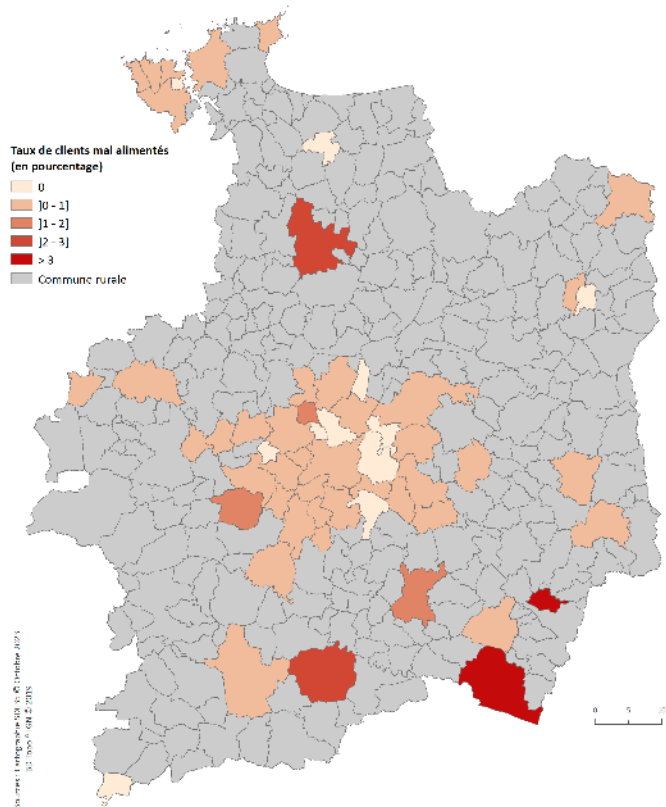 Taux de clients mal alimentés
(en pourcentage)
0
]0 - 1]
]1 - 2]
]2 - 3]
> 3
Commune rurale
0 5 10